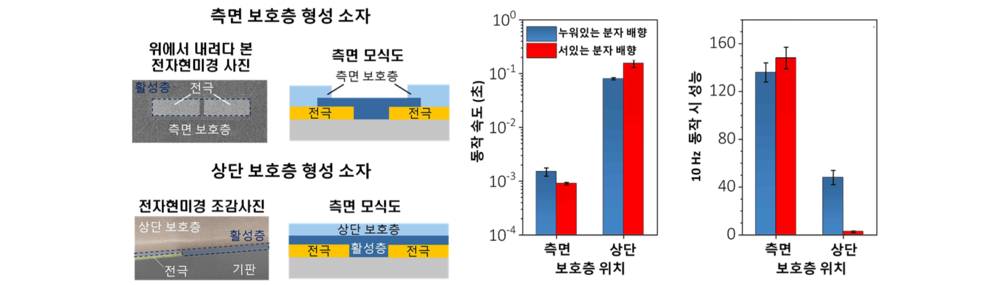 측면 보호층 형성 소자
위에서 내려다 본
전자현미경 사진
활성층
전극
측면 보호층
측면 모식도
측면 보호층
전극
전극
상단 보호층 형성 소자
전자현미경 조감사진
상단 보호층
활성층
전극
기판
측면 모식도
상단 보호층
전극
활성층
전극
동작 속도 (초)
10⁰
10⁻¹
10⁻²
10⁻³
10⁻⁴
누워있는 분자 배향
서있는 분자 배향
측면
상단
보호층 위치
10 Hz 동작 시 성능
160
120
80
40
0
측면
상단
보호층 위치